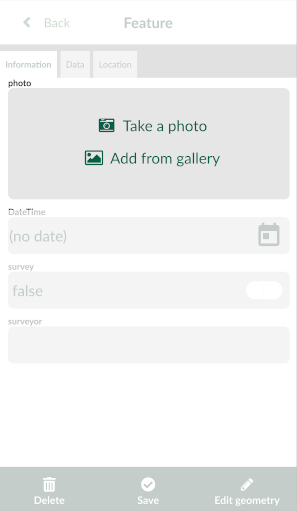 Back Feature
Information Data Location
photo
Take a photo
Add from gallery
DateTime
(no date)
survey
false
surveyor
Delete Save Edit geometry